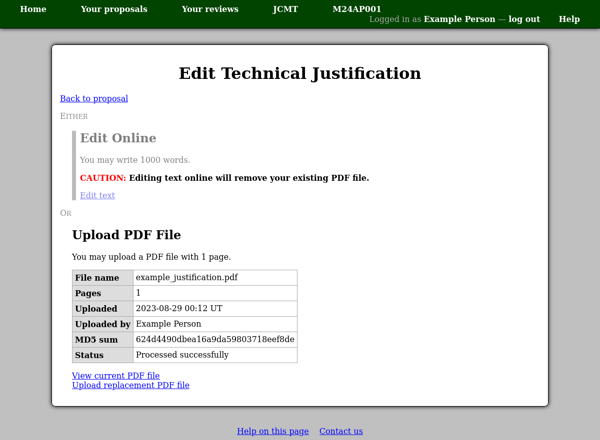 Home Your proposals Your reviews JCMT M24AP001
Logged in as Example Person — log out Help
Edit Technical Justification
Back to proposal
EITHER
Edit Online
You may write 1000 words.
CAUTION: Editing text online will remove your existing PDF file.
Edit text
OR
Upload PDF File
You may upload a PDF file with 1 page.
File name example_justification.pdf
Pages 1
Uploaded 2023-08-29 00:12 UT
Uploaded by Example Person
MD5 sum 624d4490dbea16a9da59803718eef8de
Status Processed successfully
View current PDF file
Upload replacement PDF file
Help on this page Contact us